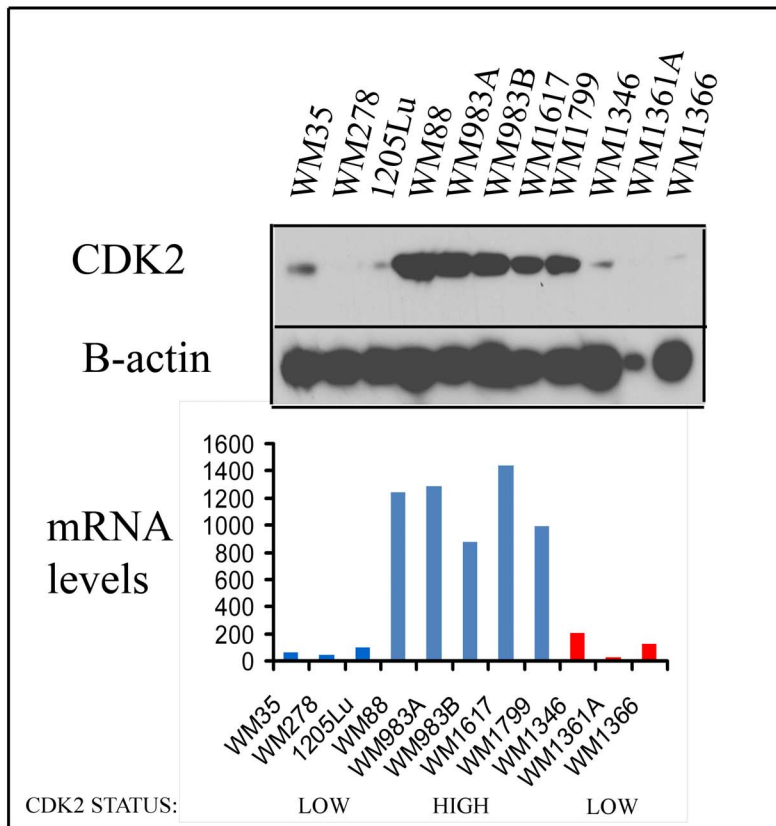 WM35
WM278
1205Lu
WM88
WM983A
WM983B
WM1617
WM1799
WM1346
WM1361A
WM1366
CDK2
B-actin
mRNA
levels
1600
1400
1200
1000
800
600
400
200
0
WM35
WM278
1205Lu
WM88
WM983A
WM983B
WM1617
WM1799
WM1346
WM1361A
WM1366
CDK2 STATUS: LOW HIGH LOW